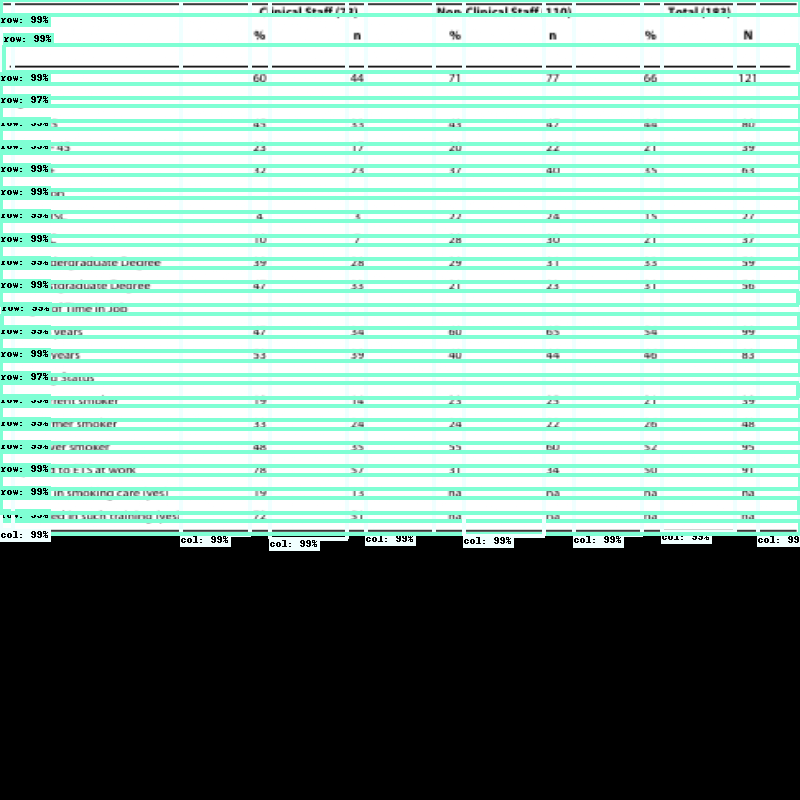 Clinical Staff (73) Non Clinical Staff 110) Total (183)
row: 99%
row: 99% % n % n % N
row: 99% 60 44 71 77 66 121
row: 97%
row: 99% 45 33 43 47 44 80
row: 99% 45 23 17 20 22 21 39
row: 99% 32 23 37 40 35 63
row: 99% on
row: 99% 4 3 22 24 15 27
row: 99% 10 7 28 30 21 37
row: 99% dergraduate Degree 39 28 29 31 33 59
row: 99% tgraduate Degree 47 33 21 23 31 56
row: 99% of Time in Job
row: 99% years 47 34 60 65 54 99
row: 99% years 53 39 40 44 46 83
row: 97% Status
row: 99% rent smoker 19 14 23 25 21 39
row: 99% mer smoker 33 24 24 22 26 48
row: 99% ver smoker 48 35 55 60 52 95
row: 99% to ETS at work 78 57 31 34 50 91
row: 99% in smoking care (yes) 19 13 na na na na
row: 99% ed in such training (yes) 72 51 na na na na
col: 99% col: 99% col: 99% col: 99% col: 99% col: 99% col: 99% col: 99